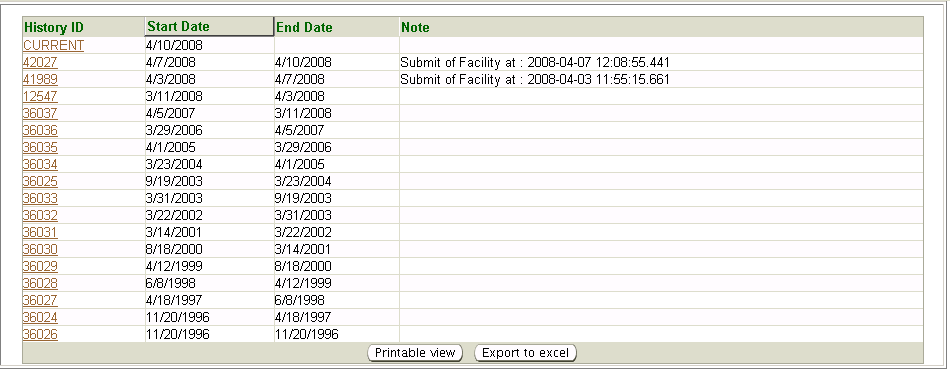 History ID Start Date End Date Note
CURRENT 4/10/2008
42027 4/7/2008 4/10/2008 Submit of Facility at : 2008-04-07 12:08:55.441
41989 4/3/2008 4/7/2008 Submit of Facility at : 2008-04-03 11:55:15.661
12547 3/11/2008 4/3/2008
36037 4/5/2007 3/11/2008
36036 3/29/2006 4/5/2007
36035 4/1/2005 3/29/2006
36034 3/23/2004 4/1/2005
36025 9/19/2003 3/23/2004
36033 3/31/2003 9/19/2003
36032 3/22/2002 3/31/2003
36031 3/14/2001 3/22/2002
36030 8/18/2000 3/14/2001
36029 4/12/1999 8/18/2000
36028 6/8/1998 4/12/1999
36027 4/18/1997 6/8/1998
36024 11/20/1996 4/18/1997
36026 11/20/1996 11/20/1996
Printable view Export to excel